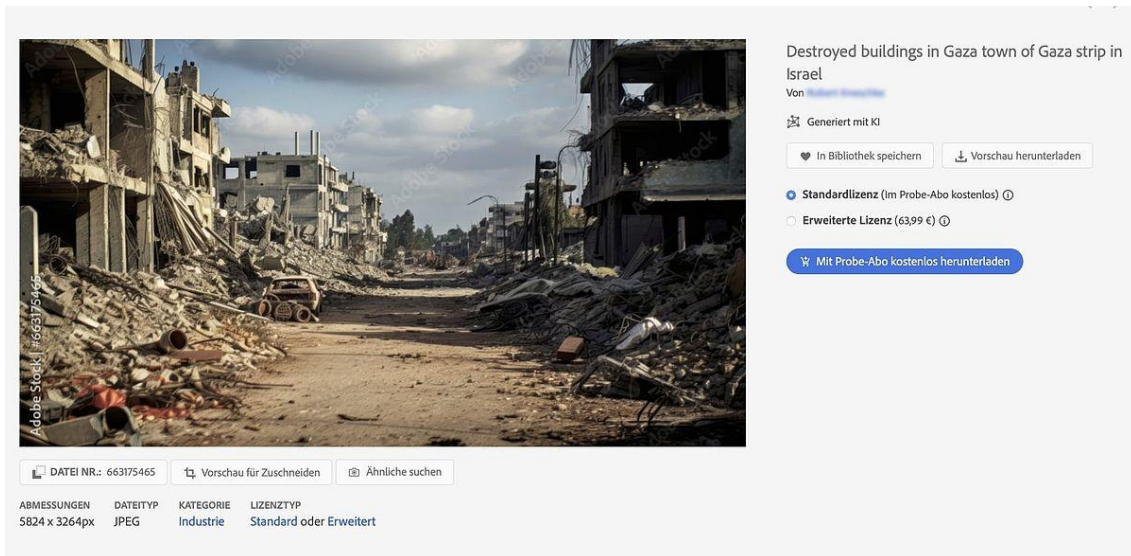 Destroyed buildings in Gaza town of Gaza strip in
Israel
Von
Generiert mit KI
In Bibliothek speichern
Vorschau herunterladen
Standardlizenz (Im Probe-Abo kostenlos)
Erweiterte Lizenz (63,99 €)
Mit Probe-Abo kostenlos herunterladen
Adobe Stock | #663175465
DATEI NR.: 663175465
Vorschau für Zuschneiden
Ähnliche suchen
ABMESSUNGEN
5824 x 3264px
DATEITYP
JPEG
KATEGORIE
Industrie
LIZENZTYP
Standard oder Erweitert